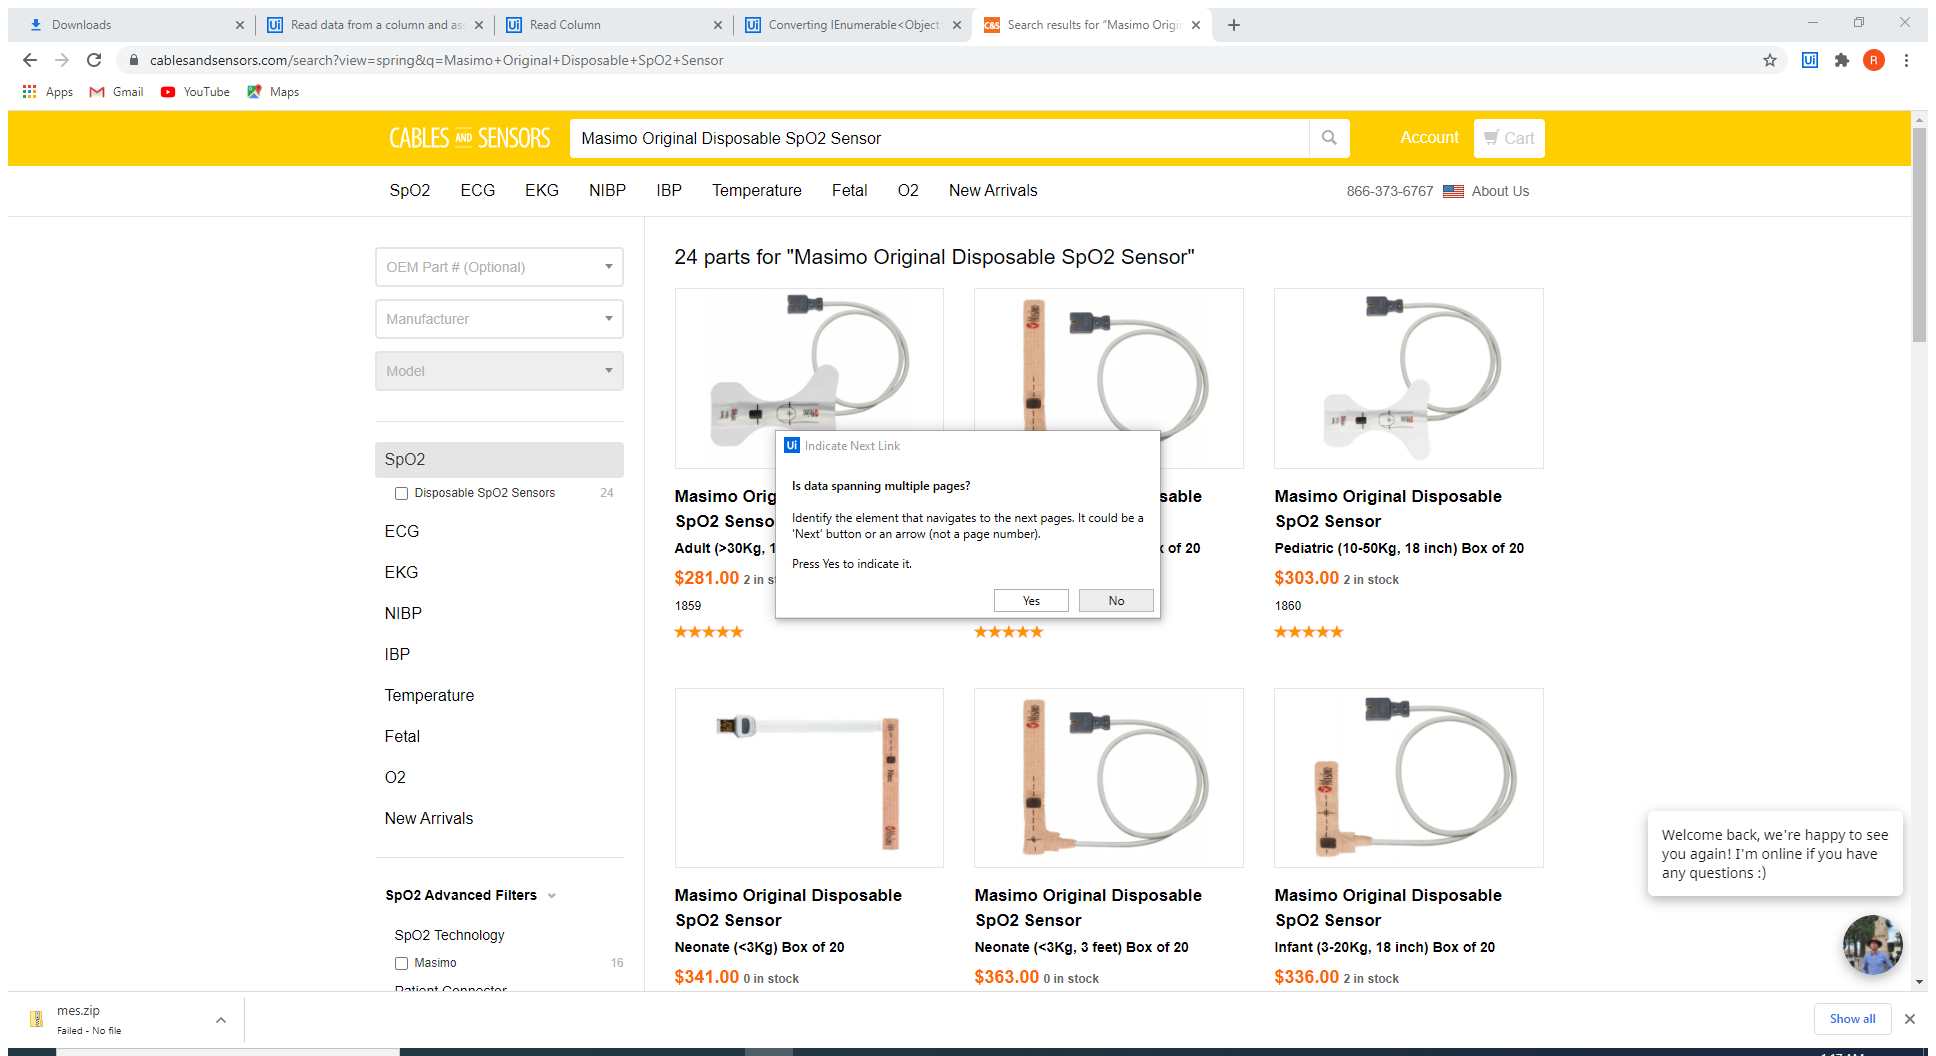 Downloads
Read data from a column and ass
Read Column
Converting IEnumerable<Object>
C&S
Search results for "Masimo Origin
cablesandsensors.com/search?view=spring&q=Masimo+Original+Disposable+SpO2+Sensor
Ui
R
Apps
Gmail
YouTube
Maps
CABLES AND SENSORS
Masimo Original Disposable SpO2 Sensor
Account
Cart
SpO2
ECG
EKG
NIBP
IBP
Temperature
Fetal
O2
New Arrivals
866-373-6767
About Us
OEM Part # (Optional)
Manufacturer
Model
SpO2
Disposable SpO2 Sensors 24
ECG
EKG
NIBP
IBP
Temperature
Fetal
O2
New Arrivals
SpO2 Advanced Filters
SpO2 Technology
Masimo 16
Patient Connector
24 parts for "Masimo Original Disposable SpO2 Sensor"
Masimo Orig
SpO2 Senso
Adult (>30Kg, 1
$281.00 2 in st
1859
★★★★★
sable
x of 20
★★★★★
Masimo Original Disposable
SpO2 Sensor
Pediatric (10-50Kg, 18 inch) Box of 20
$303.00 2 in stock
1860
★★★★★
Ui Indicate Next Link
Is data spanning multiple pages?
Identify the element that navigates to the next pages. It could be a
'Next' button or an arrow (not a page number).
Press Yes to indicate it.
Yes
No
Masimo Original Disposable
SpO2 Sensor
Neonate (<3Kg) Box of 20
$341.00 0 in stock
Masimo Original Disposable
SpO2 Sensor
Neonate (<3Kg, 3 feet) Box of 20
$363.00 0 in stock
Masimo Original Disposable
SpO2 Sensor
Infant (3-20Kg, 18 inch) Box of 20
$336.00 2 in stock
Welcome back, we're happy to see
you again! I'm online if you have
any questions :)
mes.zip
Failed - No file
Show all